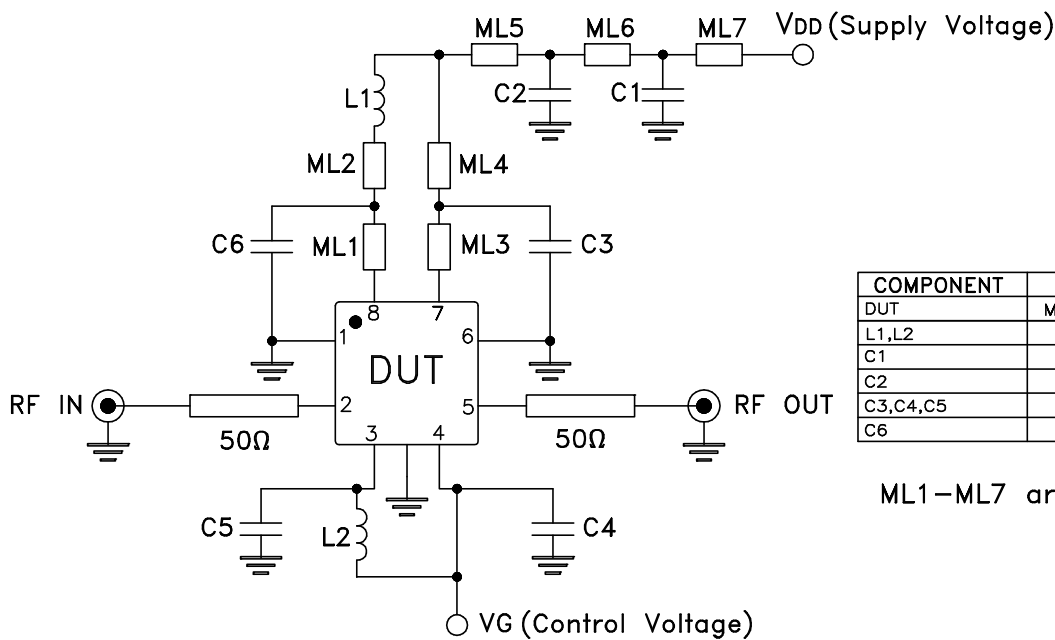 VDD (Supply Voltage)
ML5
ML6
ML7
C2
C1
L1
ML2
ML4
C6
ML1
ML3
C3
8
7
1
6
DUT
RF IN
2
5
RF OUT
50Ω
50Ω
3
4
C5
L2
C4
VG (Control Voltage)
COMPONENT
DUT M
L1,L2
C1
C2
C3,C4,C5
C6
ML1-ML7 ar